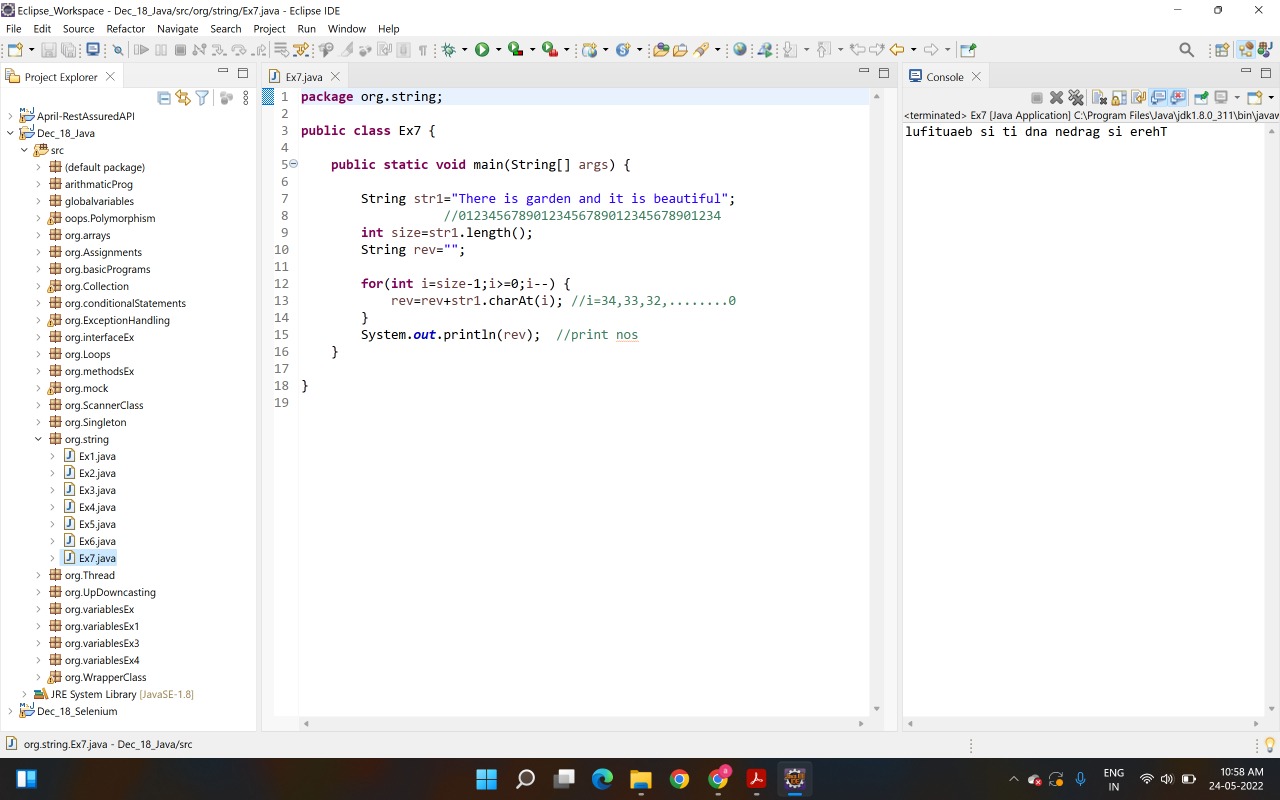 Eclipse_Workspace - Dec_18_Java/src/org/string/Ex7.java - Eclipse IDE
File Edit Source Refactor Navigate Search Project Run Window Help
Project Explorer
April-RestAssuredAPI
Dec_18_Java
src
(default package)
arithmaticProg
globalvariables
oops.Polymorphism
org.arrays
org.Assignments
org.basicPrograms
org.Collection
org.conditionalStatements
org.ExceptionHandling
org.interfaceEx
org.Loops
org.methodsEx
org.mock
org.ScannerClass
org.Singleton
org.string
Ex1.java
Ex2.java
Ex3.java
Ex4.java
Ex5.java
Ex6.java
Ex7.java
org.Thread
org.UpDowncasting
org.variablesEx
org.variablesEx1
org.variablesEx3
org.variablesEx4
org.WrapperClass
JRE System Library [JavaSE-1.8]
Dec_18_Selenium
Ex7.java
1 package org.string;
2
3 public class Ex7 {
4
5 public static void main(String[] args) {
6
7 String str1="There is garden and it is beautiful";
8 //01234567890123456789012345678901234
9 int size=str1.length();
10 String rev="";
11
12 for(int i=size-1;i>=0;i--) {
13 rev=rev+str1.charAt(i); //i=34,33,32,........0
14 }
15 System.out.println(rev); //print nos
16 }
17
18 }
19
Console
<terminated> Ex7 [Java Application] C:\Program Files\Java\jdk1.8.0_311\bin\javaw
lufituaeb si ti dna nedrag si erehT
org.string.Ex7.java - Dec_18_Java/src
ENG
IN
10:58 AM
24-05-2022